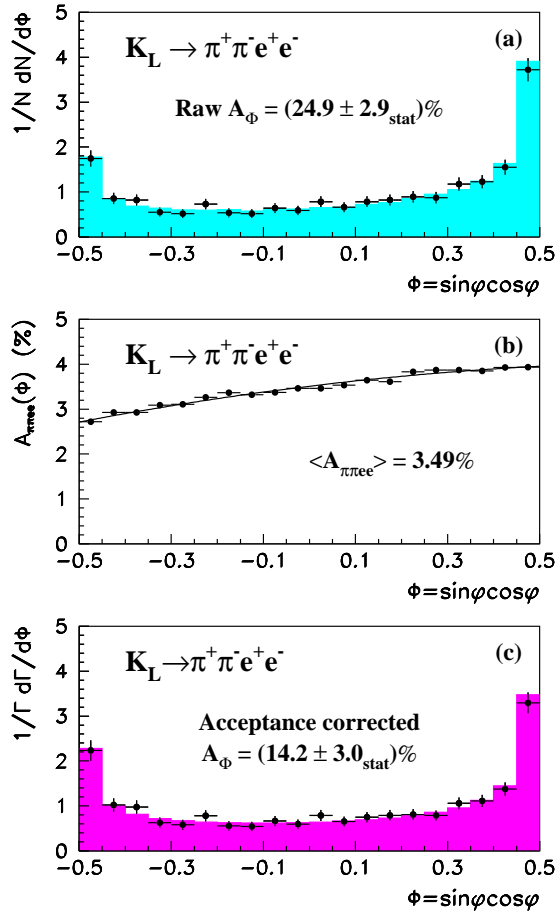 (a)
K_L → π⁺π⁻e⁺e⁻
Raw A_Φ = (24.9 ± 2.9_stat)%
1/N dN/dΦ
5
4
3
2
1
0
−0.5 −0.3 −0.1 0.1 0.3 0.5
Φ=sinφcosφ
(b)
K_L → π⁺π⁻e⁺e⁻
<A_ππee> = 3.49%
A_ππee(Φ) (%)
5
4
3
2
1
0
−0.5 −0.3 −0.1 0.1 0.3 0.5
Φ=sinφcosφ
(c)
K_L→π⁺π⁻e⁺e⁻
Acceptance corrected
A_Φ = (14.2 ± 3.0_stat)%
1/Γ dΓ/dΦ
5
4
3
2
1
0
−0.5 −0.3 −0.1 0.1 0.3 0.5
Φ=sinφcosφ